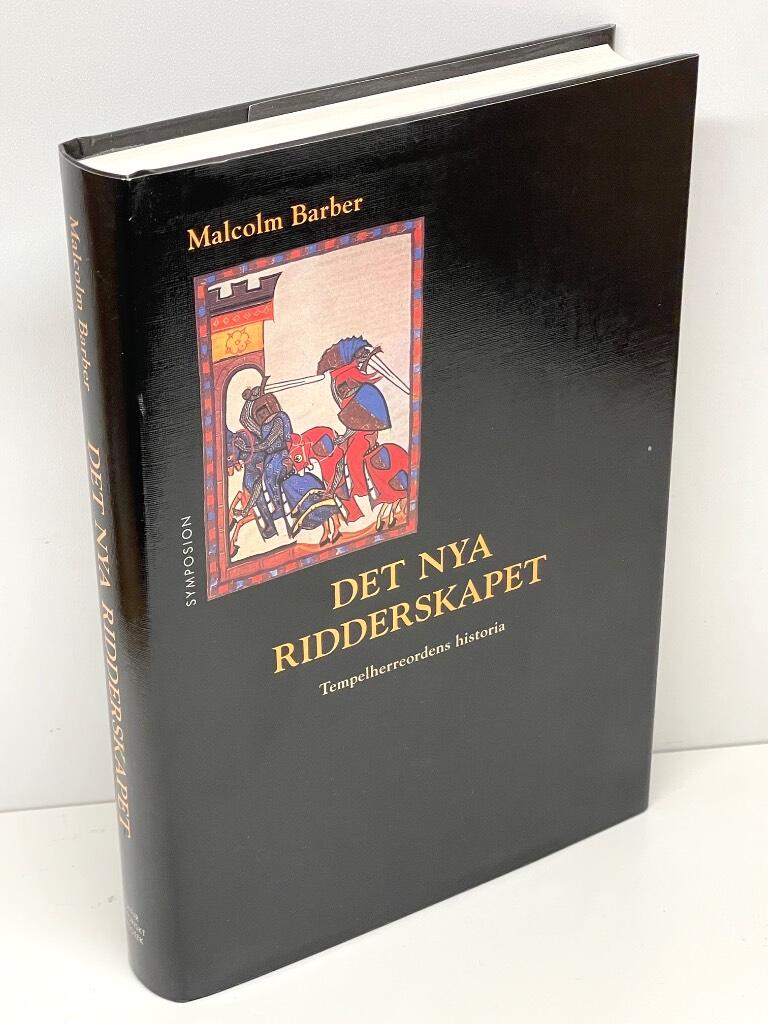 Malcolm Barber
SYMPOSION
DET NYA
RIDDERSKAPET
Tempelherreordens historia
Malcolm Barber
DET NYA RIDDERSKAPET